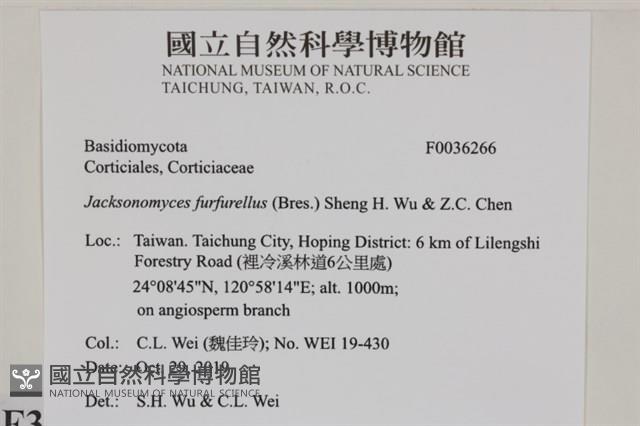 國立自然科學博物館
NATIONAL MUSEUM OF NATURAL SCIENCE
TAICHUNG, TAIWAN, R.O.C.
Basidiomycota F0036266
Corticiales, Corticiaceae
Jacksonomyces furfurellus (Bres.) Sheng H. Wu & Z.C. Chen
Loc.: Taiwan. Taichung City, Hoping District: 6 km of Lilengshi
Forestry Road (裡冷溪林道6公里處)
24°08'45"N, 120°58'14"E; alt. 1000m;
on angiosperm branch
Col.: C.L. Wei (魏佳玲); No. WEI 19-430
Date: Oct. 29, 2019
國立自然科學博物館
NATIONAL MUSEUM OF NATURAL SCIENCE
Det.: S.H. Wu & C.L. Wei